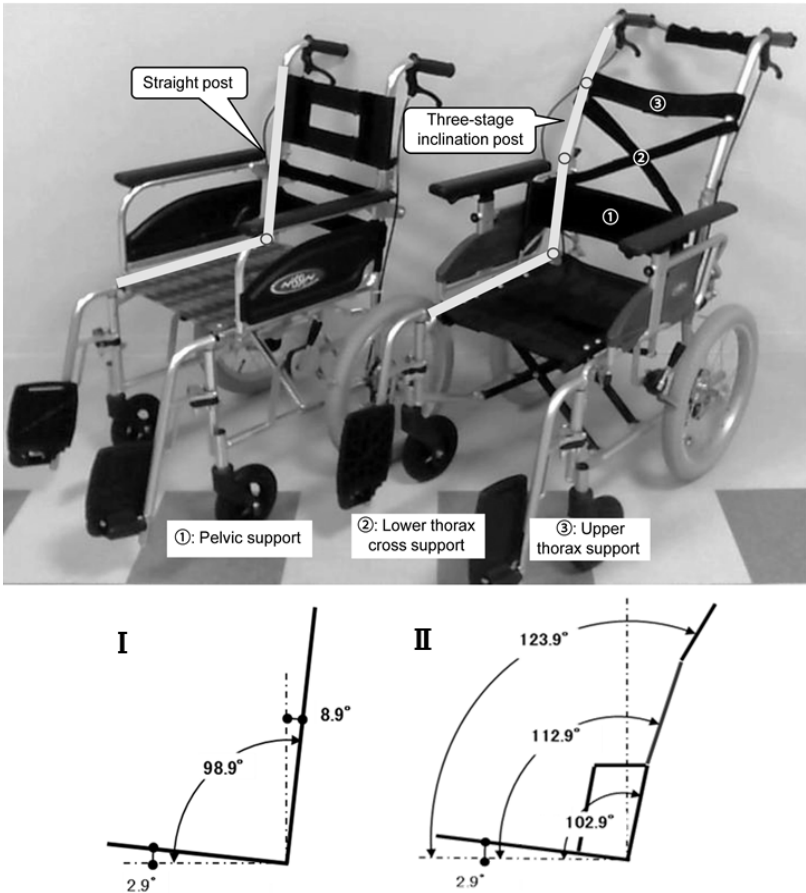 Straight post
Three-stage
inclination post
③
②
①
NISSIN
①: Pelvic support
②: Lower thorax
cross support
③: Upper
thorax support
I
8.9°
98.9°
2.9°
II
123.9°
112.9°
102.9°
2.9°